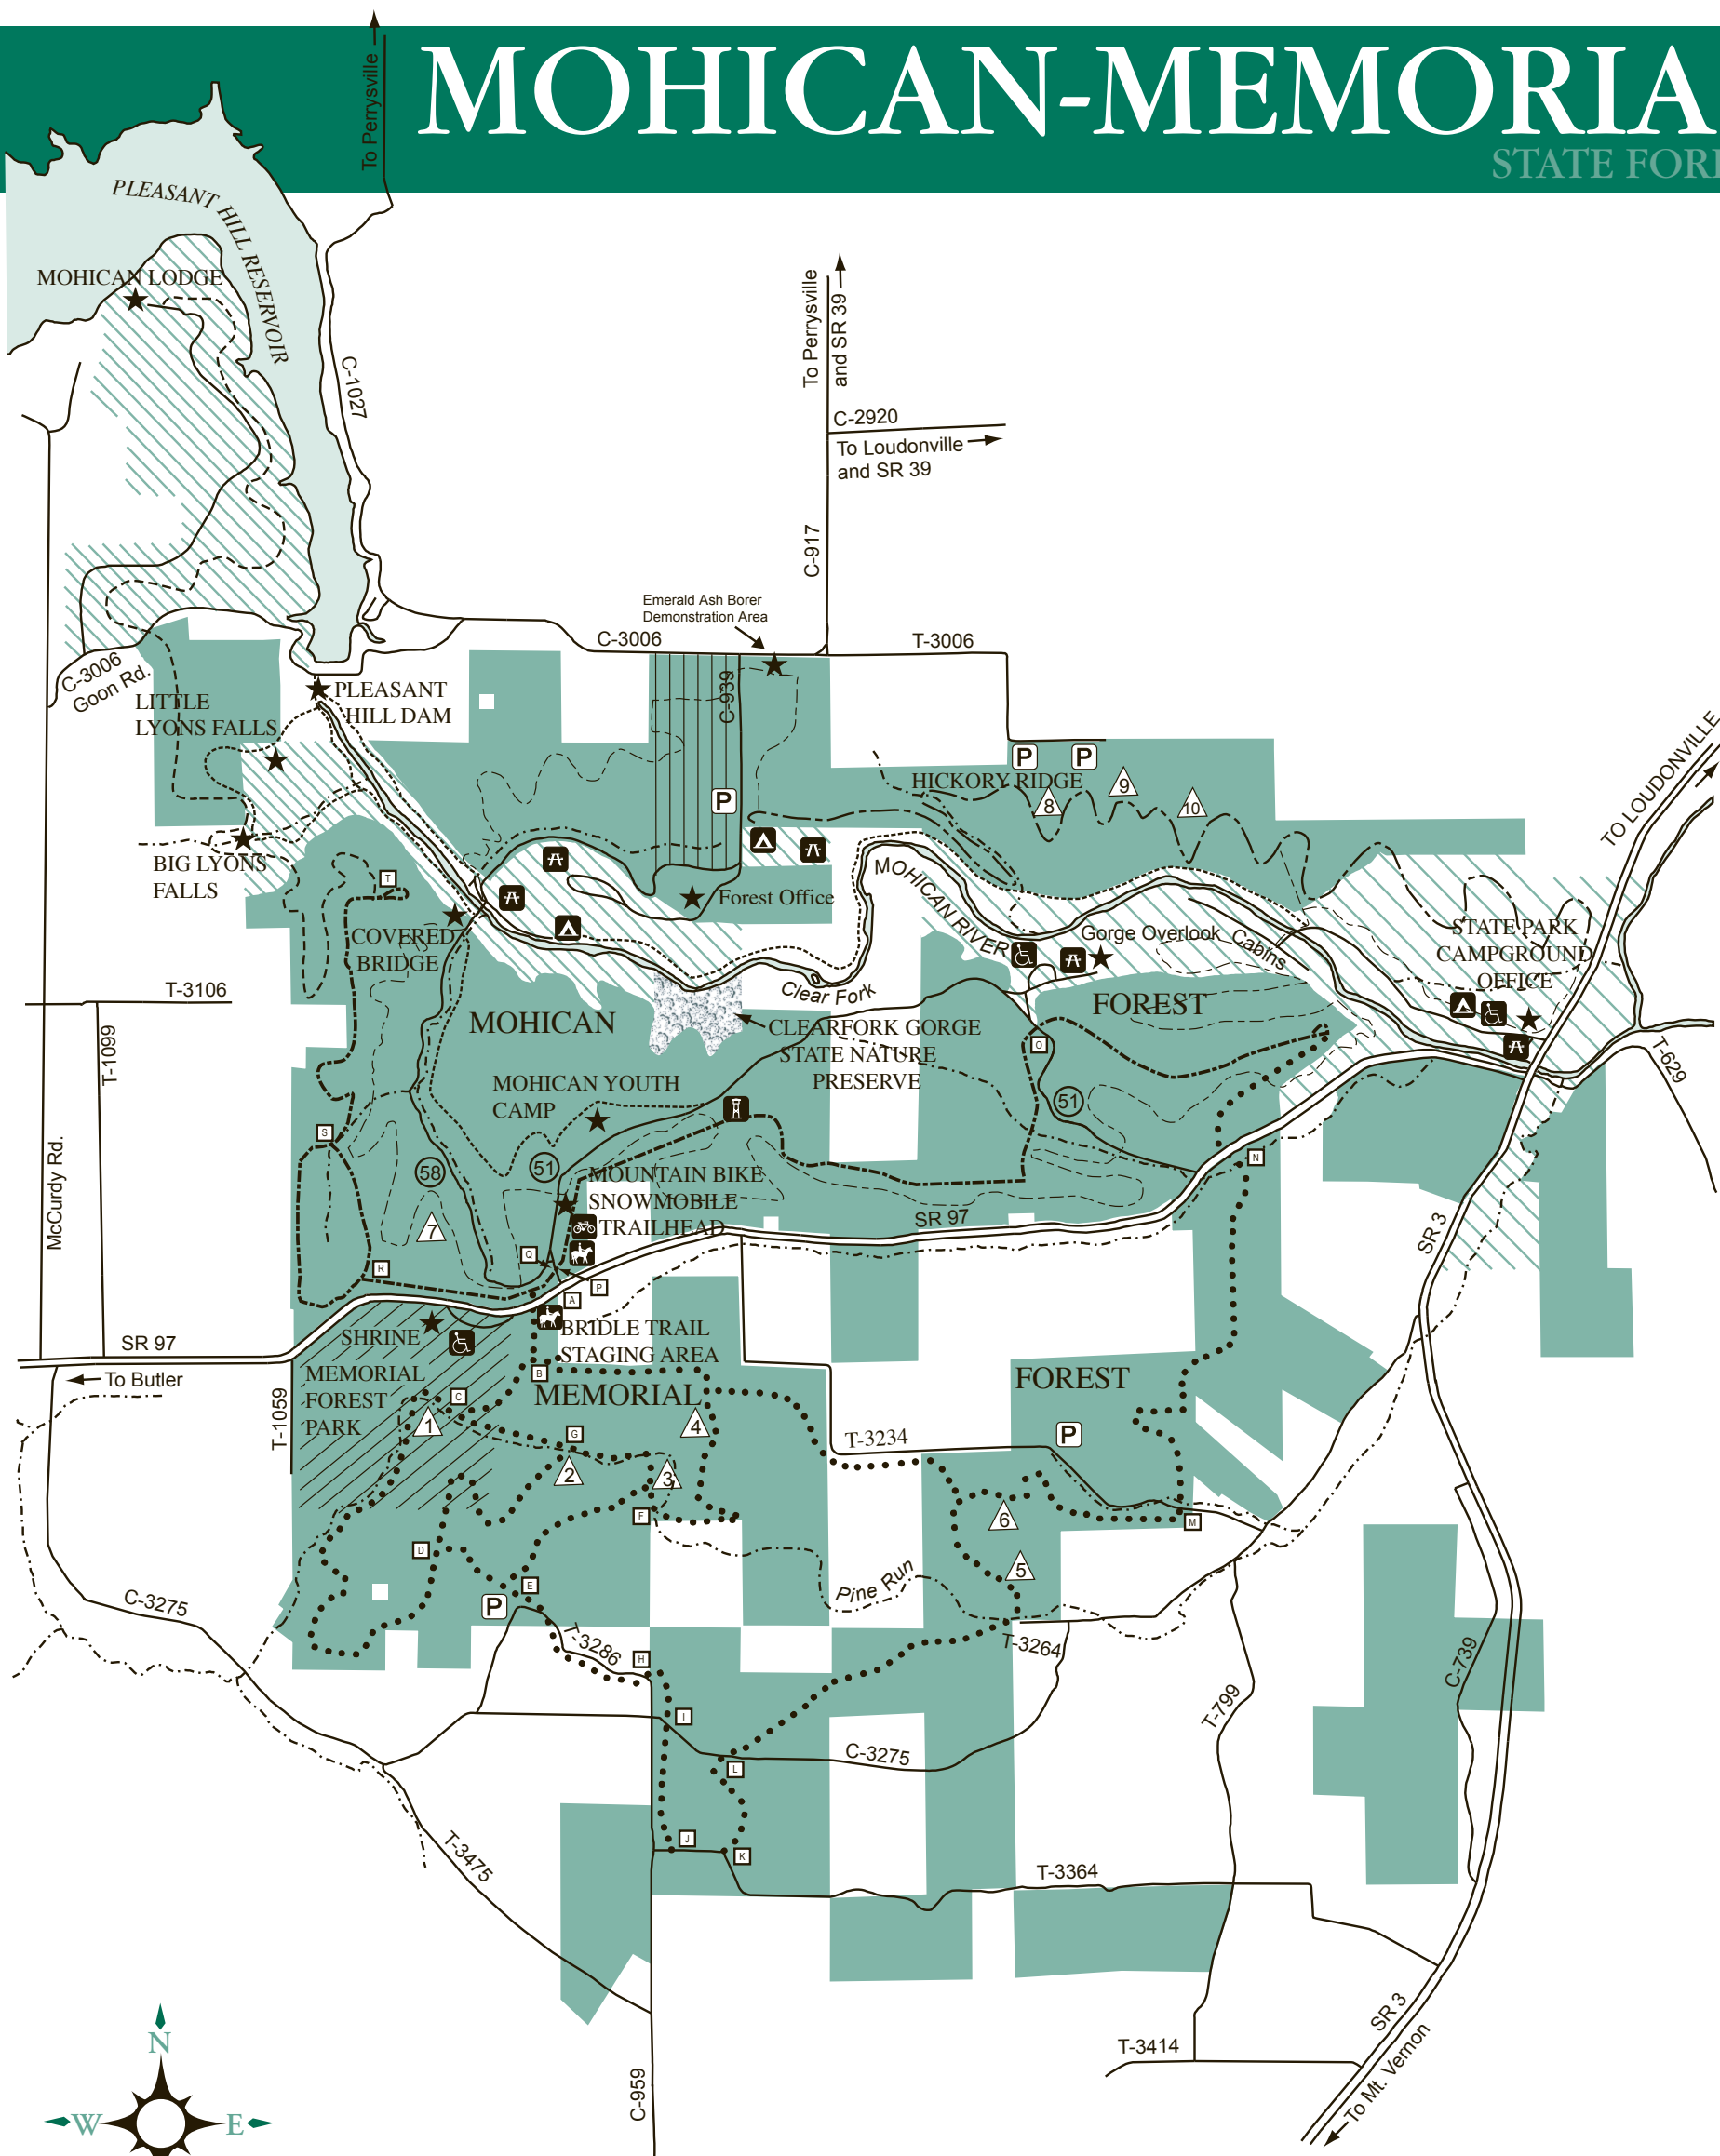 MOHICAN-MEMORIA
STATE FORE
To Perrysville
PLEASANT HILL RESERVOIR
MOHICAN LODGE
C-1027
To Perrysville
and SR 39
C-2920
To Loudonville
and SR 39
C-917
Emerald Ash Borer
Demonstration Area
C-3006
T-3006
C-3006
Goon Rd.
LITTLE
LYONS FALLS
PLEASANT
HILL DAM
C-939
TO LOUDONVILLE
P
P
HICKORY RIDGE
8
9
10
P
BIG LYONS
FALLS
T
Forest Office
MOHICAN RIVER
COVERED
BRIDGE
Gorge Overlook
Cabins
STATE PARK
CAMPGROUND
OFFICE
T-3106
Clear Fork
MOHICAN
FOREST
CLEARFORK GORGE
STATE NATURE
PRESERVE
O
T-1099
T-629
MOHICAN YOUTH
CAMP
51
S
58
51
N
MOUNTAIN BIKE
SNOWMOBILE
TRAILHEAD
McCurdy Rd.
7
SR 97
SR 3
Q
R
P
A
SHRINE
BRIDLE TRAIL
STAGING AREA
SR 97
To Butler
MEMORIAL
FOREST
PARK
B
C
MEMORIAL
FOREST
T-1059
1
G
4
T-3234
P
2
3
F
6
M
D
5
E
P
Pine Run
C-3275
T-3286
H
T-3264
C-739
T-799
I
C-3275
L
J
K
T-3475
T-3364
SR 3
To Mt. Vernon
T-3414
C-959
N
W
E